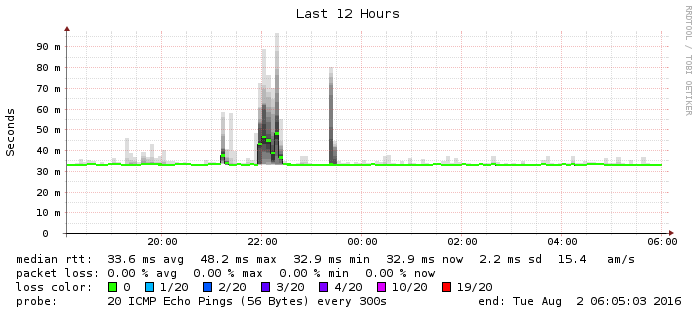 Last 12 Hours
RRDTOOL / TOBI OETIKER
Seconds
90 m
80 m
70 m
60 m
50 m
40 m
30 m
20 m
10 m
0
20:00 22:00 00:00 02:00 04:00 06:00
median rtt: 33.6 ms avg 48.2 ms max 32.9 ms min 32.9 ms now 2.2 ms sd 15.4 am/s
packet loss: 0.00 % avg 0.00 % max 0.00 % min 0.00 % now
loss color: 0 1/20 2/20 3/20 4/20 10/20 19/20
probe: 20 ICMP Echo Pings (56 Bytes) every 300s end: Tue Aug 2 06:05:03 2016